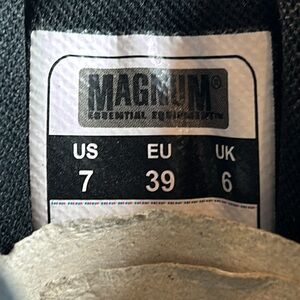 MAGNUM®
ESSENTIAL EQUIPMENT
US EU UK
7 39 6